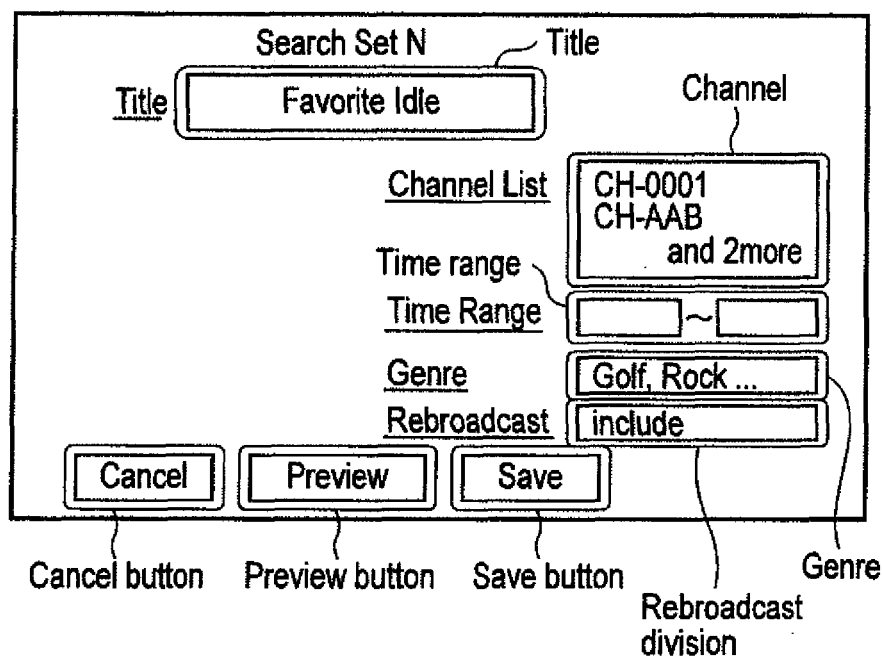 Search Set N
Title
Title
Favorite Idle
Channel
Channel List
CH-0001
CH-AAB
and 2more
Time range
Time Range
~
Genre
Golf, Rock ...
Rebroadcast
include
Cancel
Preview
Save
Cancel button
Preview button
Save button
Genre
Rebroadcast
division